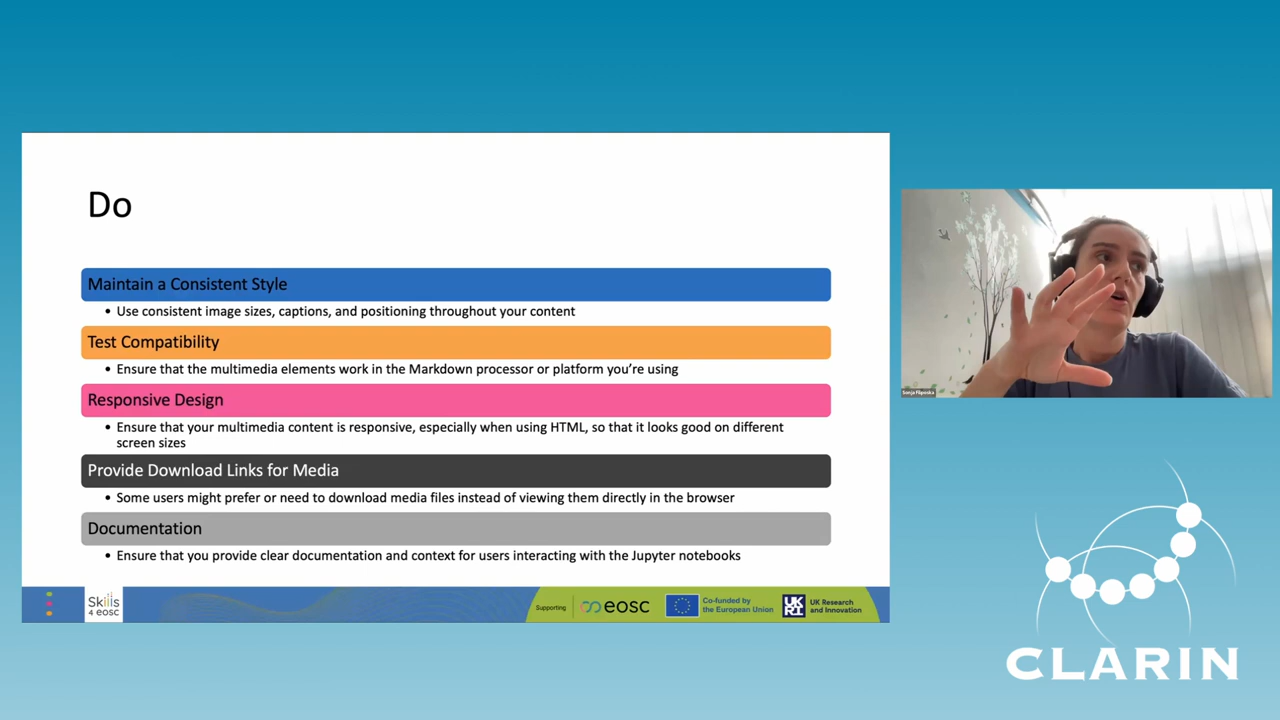 Do
Maintain a Consistent Style
• Use consistent image sizes, captions, and positioning throughout your content
Test Compatibility
• Ensure that the multimedia elements work in the Markdown processor or platform you're using
Responsive Design
• Ensure that your multimedia content is responsive, especially when using HTML, so that it looks good on different
screen sizes
Provide Download Links for Media
• Some users might prefer or need to download media files instead of viewing them directly in the browser
Documentation
• Ensure that you provide clear documentation and context for users interacting with the Jupyter notebooks
Skills
4 eosc
Supporting
eosc
Co-funded by
the European Union
UK
RI
UK Research
and Innovation
Sonja Filiposka
CLARIN